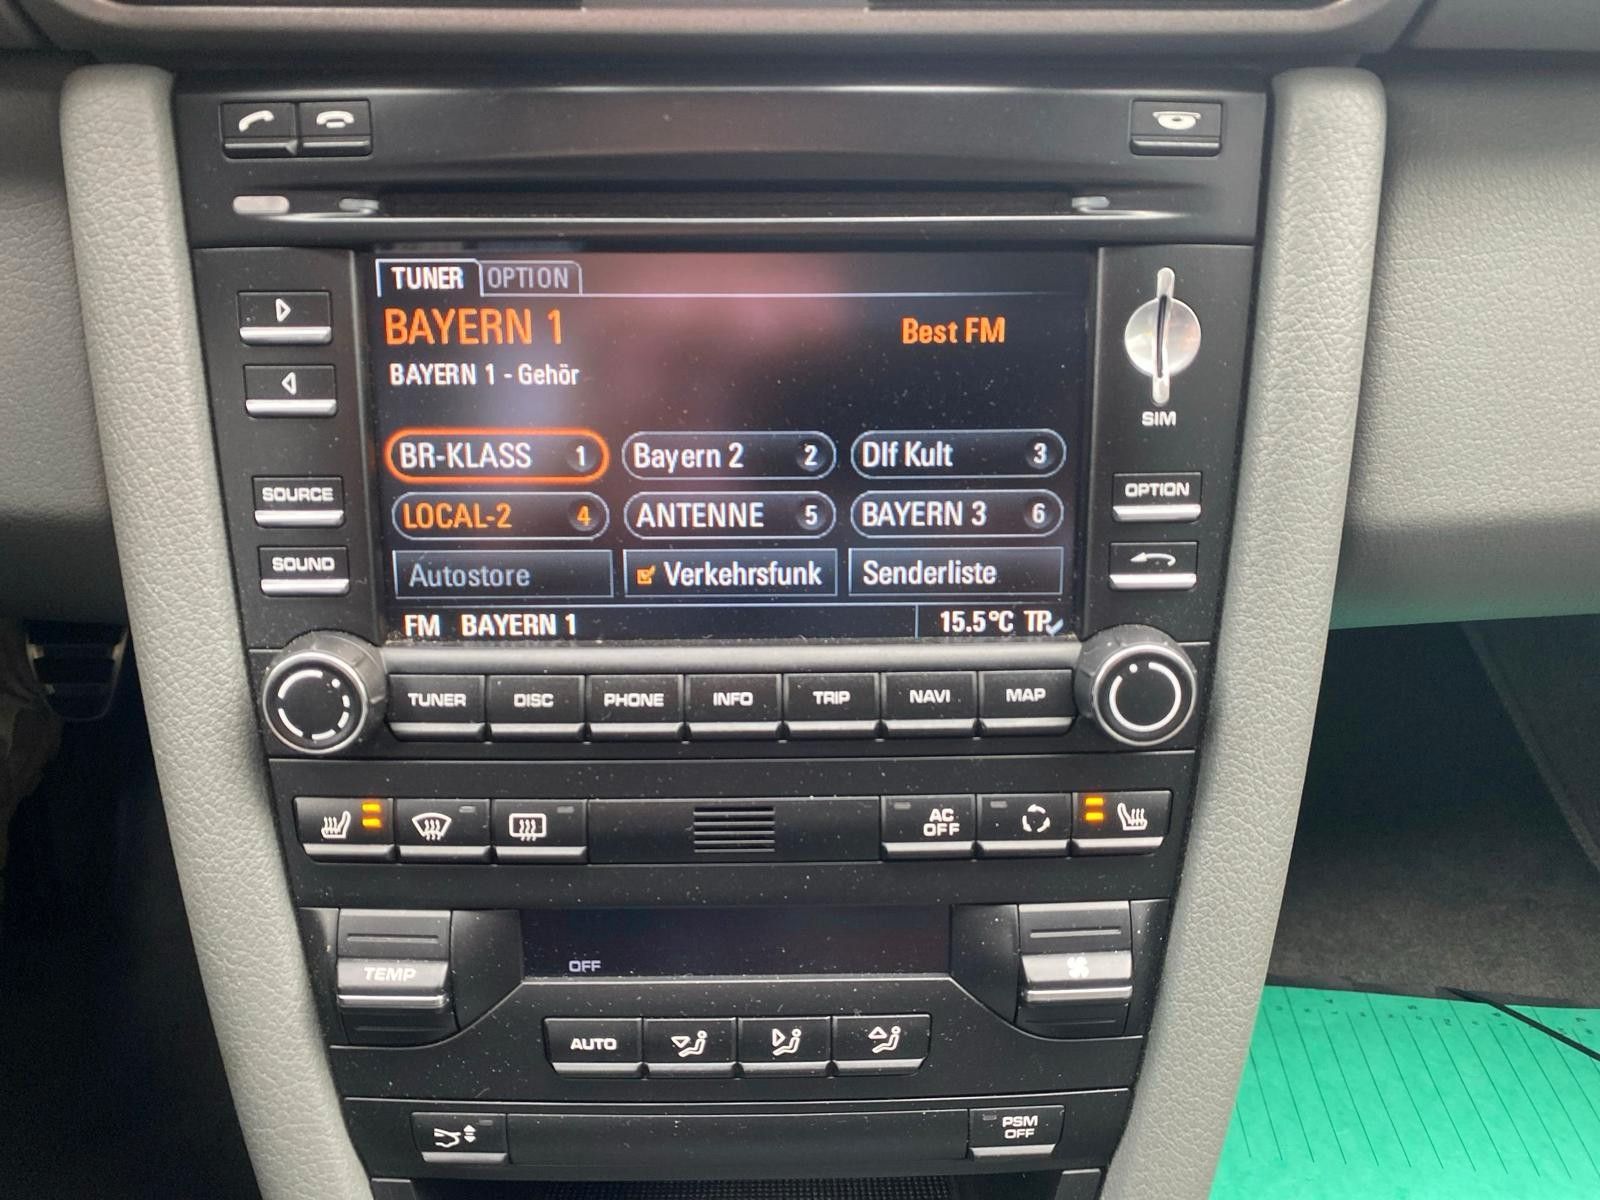 TUNER OPTION
BAYERN 1 Best FM
BAYERN 1 - Gehör
SIM
BR-KLASS 1 Bayern 2 2 Dlf Kult 3
SOURCE LOCAL-2 4 ANTENNE 5 BAYERN 3 6 OPTION
SOUND Autostore Verkehrsfunk Senderliste
FM BAYERN 1 15.5°C TP
TUNER DISC PHONE INFO TRIP NAVI MAP
AC
OFF
OFF
TEMP
AUTO
PSM
OFF